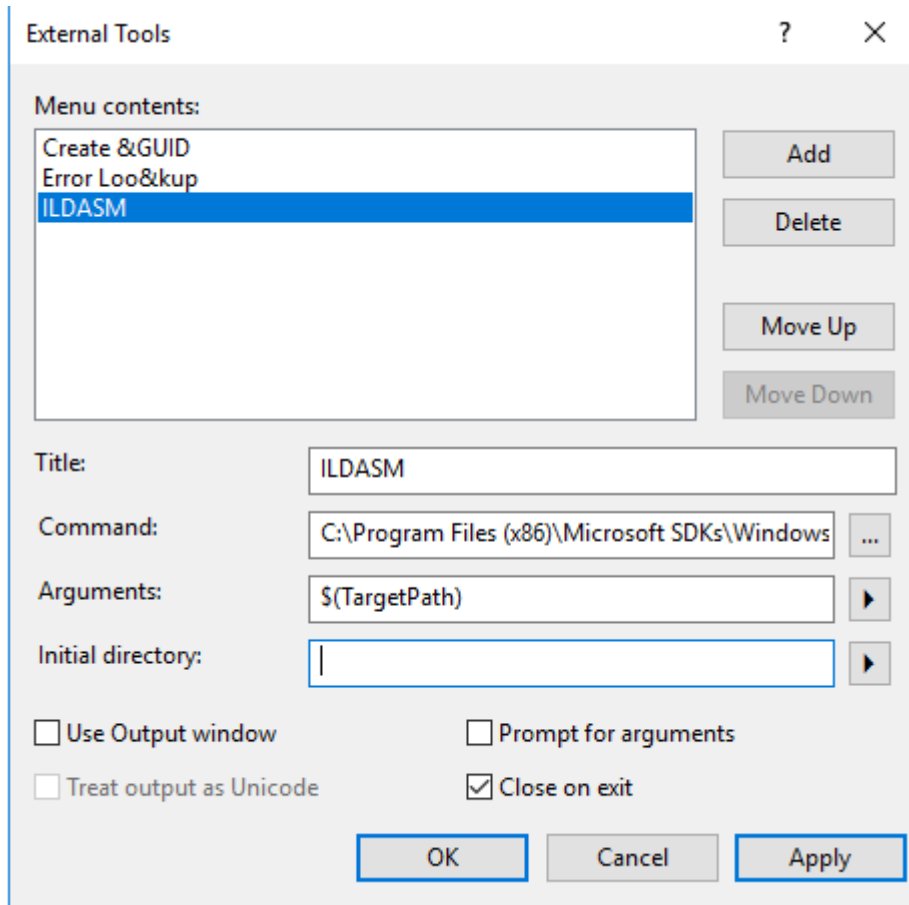 External Tools
?
Menu contents:
Create &GUID
Error Loo&kup
ILDASM
Add
Delete
Move Up
Move Down
Title:
ILDASM
Command:
C:\Program Files (x86)\Microsoft SDKs\Windows
...
Arguments:
$(TargetPath)
Initial directory:
Use Output window
Prompt for arguments
Treat output as Unicode
Close on exit
OK
Cancel
Apply